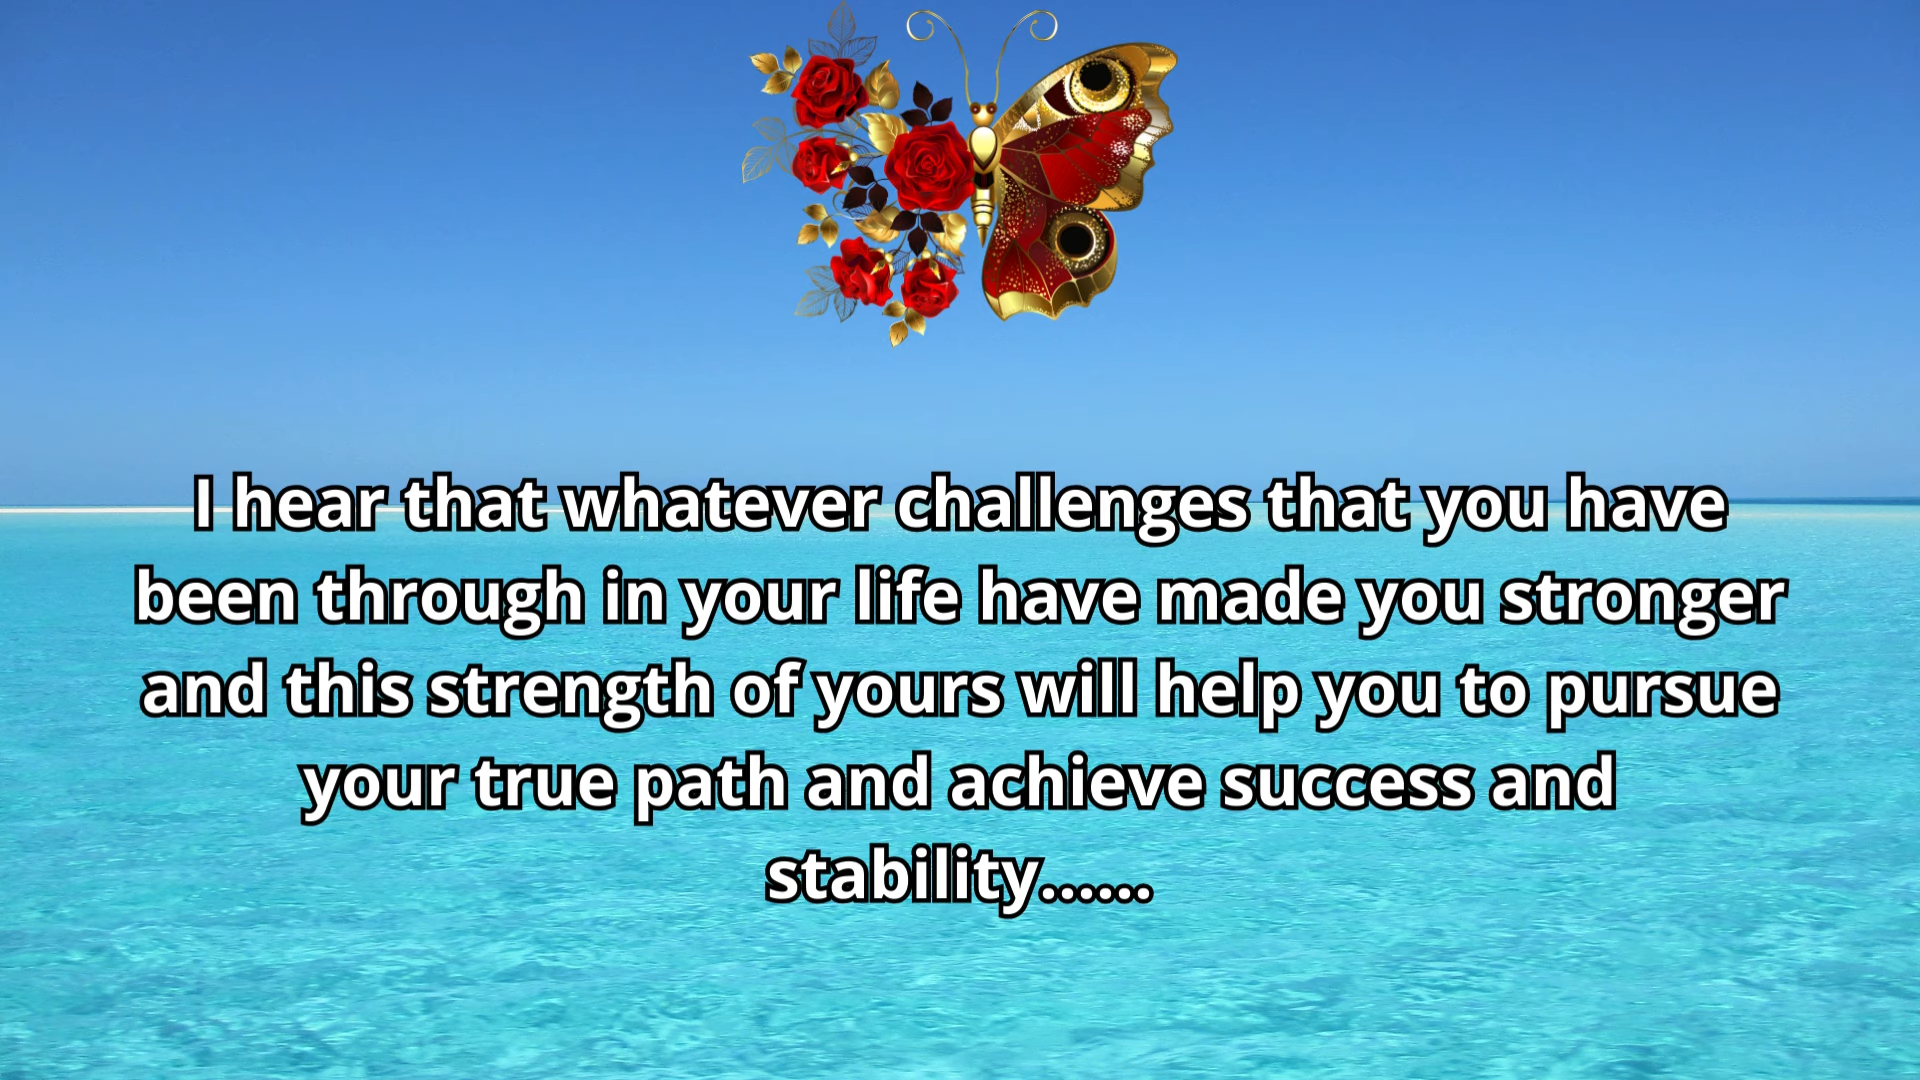 I hear that whatever challenges that you have
been through in your life have made you stronger
and this strength of yours will help you to pursue
your true path and achieve success and
stability......